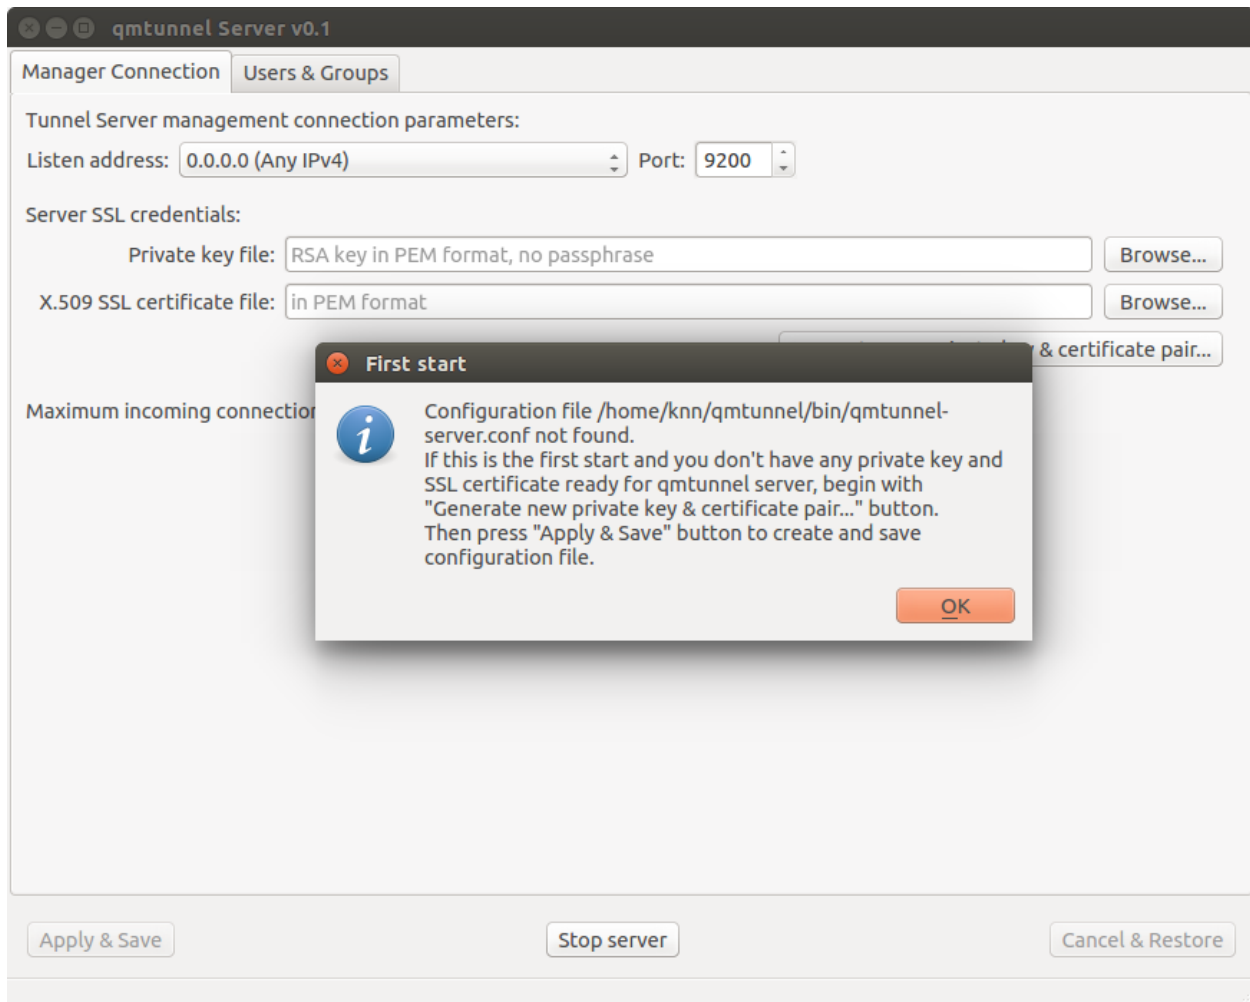 qmtunnel Server v0.1
Manager Connection
Users & Groups
Tunnel Server management connection parameters:
Listen address: 0.0.0.0 (Any IPv4) Port: 9200
Server SSL credentials:
Private key file: RSA key in PEM format, no passphrase Browse...
X.509 SSL certificate file: in PEM format Browse...
& certificate pair...
Maximum incoming connection
First start
Configuration file /home/knn/qmtunnel/bin/qmtunnel-
server.conf not found.
If this is the first start and you don't have any private key and
SSL certificate ready for qmtunnel server, begin with
"Generate new private key & certificate pair..." button.
Then press "Apply & Save" button to create and save
configuration file.
OK
Apply & Save
Stop server
Cancel & Restore